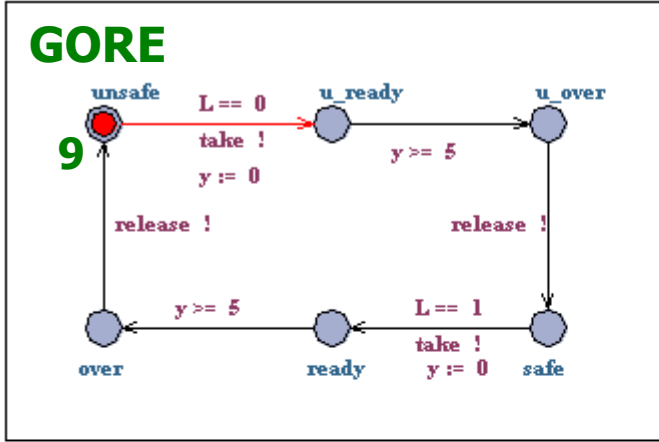 GORE
unsafe
L == 0
u_ready
u_over
take !
9
y := 0
y >= 5
release !
release !
y >= 5
L == 1
take !
over
ready
y := 0
safe